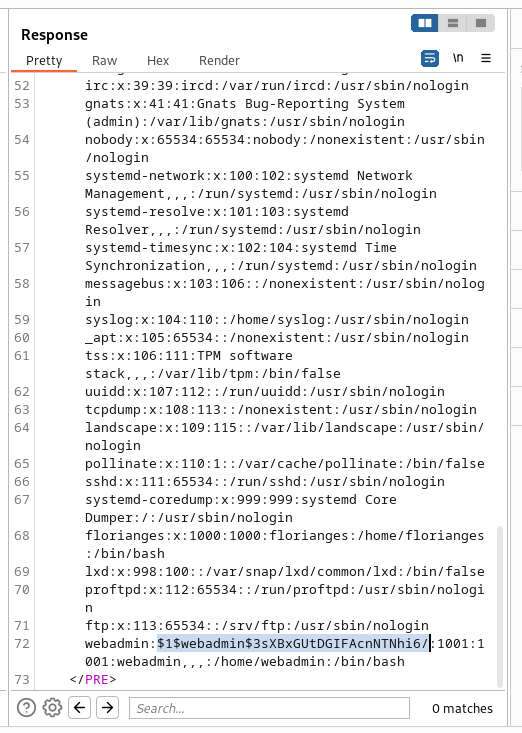 Response
Pretty Raw Hex Render
\n
52 irc:x:39:39:ircd:/var/run/ircd:/usr/sbin/nologin
53 gnats:x:41:41:Gnats Bug-Reporting System
(admin):/var/lib/gnats:/usr/sbin/nologin
54 nobody:x:65534:65534:nobody:/nonexistent:/usr/sbin
/nologin
55 systemd-network:x:100:102:systemd Network
Management,,,:/run/systemd:/usr/sbin/nologin
56 systemd-resolve:x:101:103:systemd
Resolver,,,:/run/systemd:/usr/sbin/nologin
57 systemd-timesync:x:102:104:systemd Time
Synchronization,,,:/run/systemd:/usr/sbin/nologin
58 messagebus:x:103:106::/nonexistent:/usr/sbin/nolog
in
59 syslog:x:104:110::/home/syslog:/usr/sbin/nologin
60 _apt:x:105:65534::/nonexistent:/usr/sbin/nologin
61 tss:x:106:111:TPM software
stack,,,:/var/lib/tpm:/bin/false
62 uuidd:x:107:112::/run/uuidd:/usr/sbin/nologin
63 tcpdump:x:108:113::/nonexistent:/usr/sbin/nologin
64 landscape:x:109:115::/var/lib/landscape:/usr/sbin/
nologin
65 pollinate:x:110:1::/var/cache/pollinate:/bin/false
66 sshd:x:111:65534::/run/sshd:/usr/sbin/nologin
67 systemd-coredump:x:999:999:systemd Core
Dumper:/:/usr/sbin/nologin
68 florianges:x:1000:1000:florianges:/home/florianges
:/bin/bash
69 lxd:x:998:100::/var/snap/lxd/common/lxd:/bin/false
70 proftpd:x:112:65534::/run/proftpd:/usr/sbin/nologi
n
71 ftp:x:113:65534::/srv/ftp:/usr/sbin/nologin
72 webadmin:$1$webadmin$3sXBxGUtDGIFAcnNTNhi6/:1001:1
001:webadmin,,,:/home/webadmin:/bin/bash
73 </PRE>
Search... 0 matches